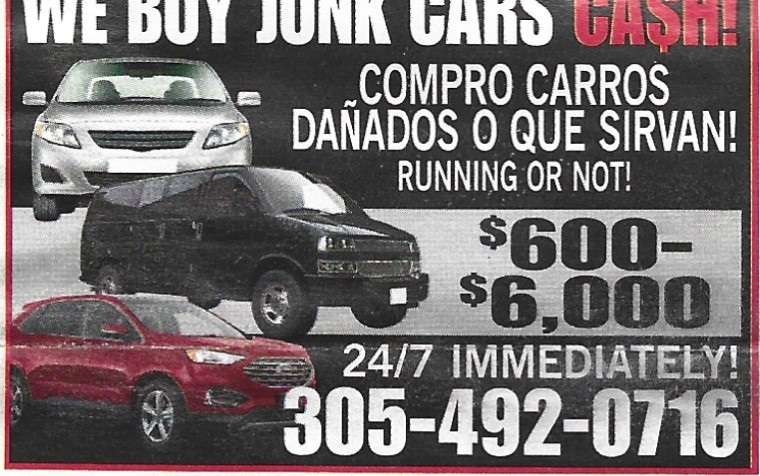 WE BUY JUNK CARS CA$H!
COMPRO CARROS
DAÑADOS O QUE SIRVAN!
RUNNING OR NOT!
$600-
$6,000
24/7 IMMEDIATELY!
305-492-0716